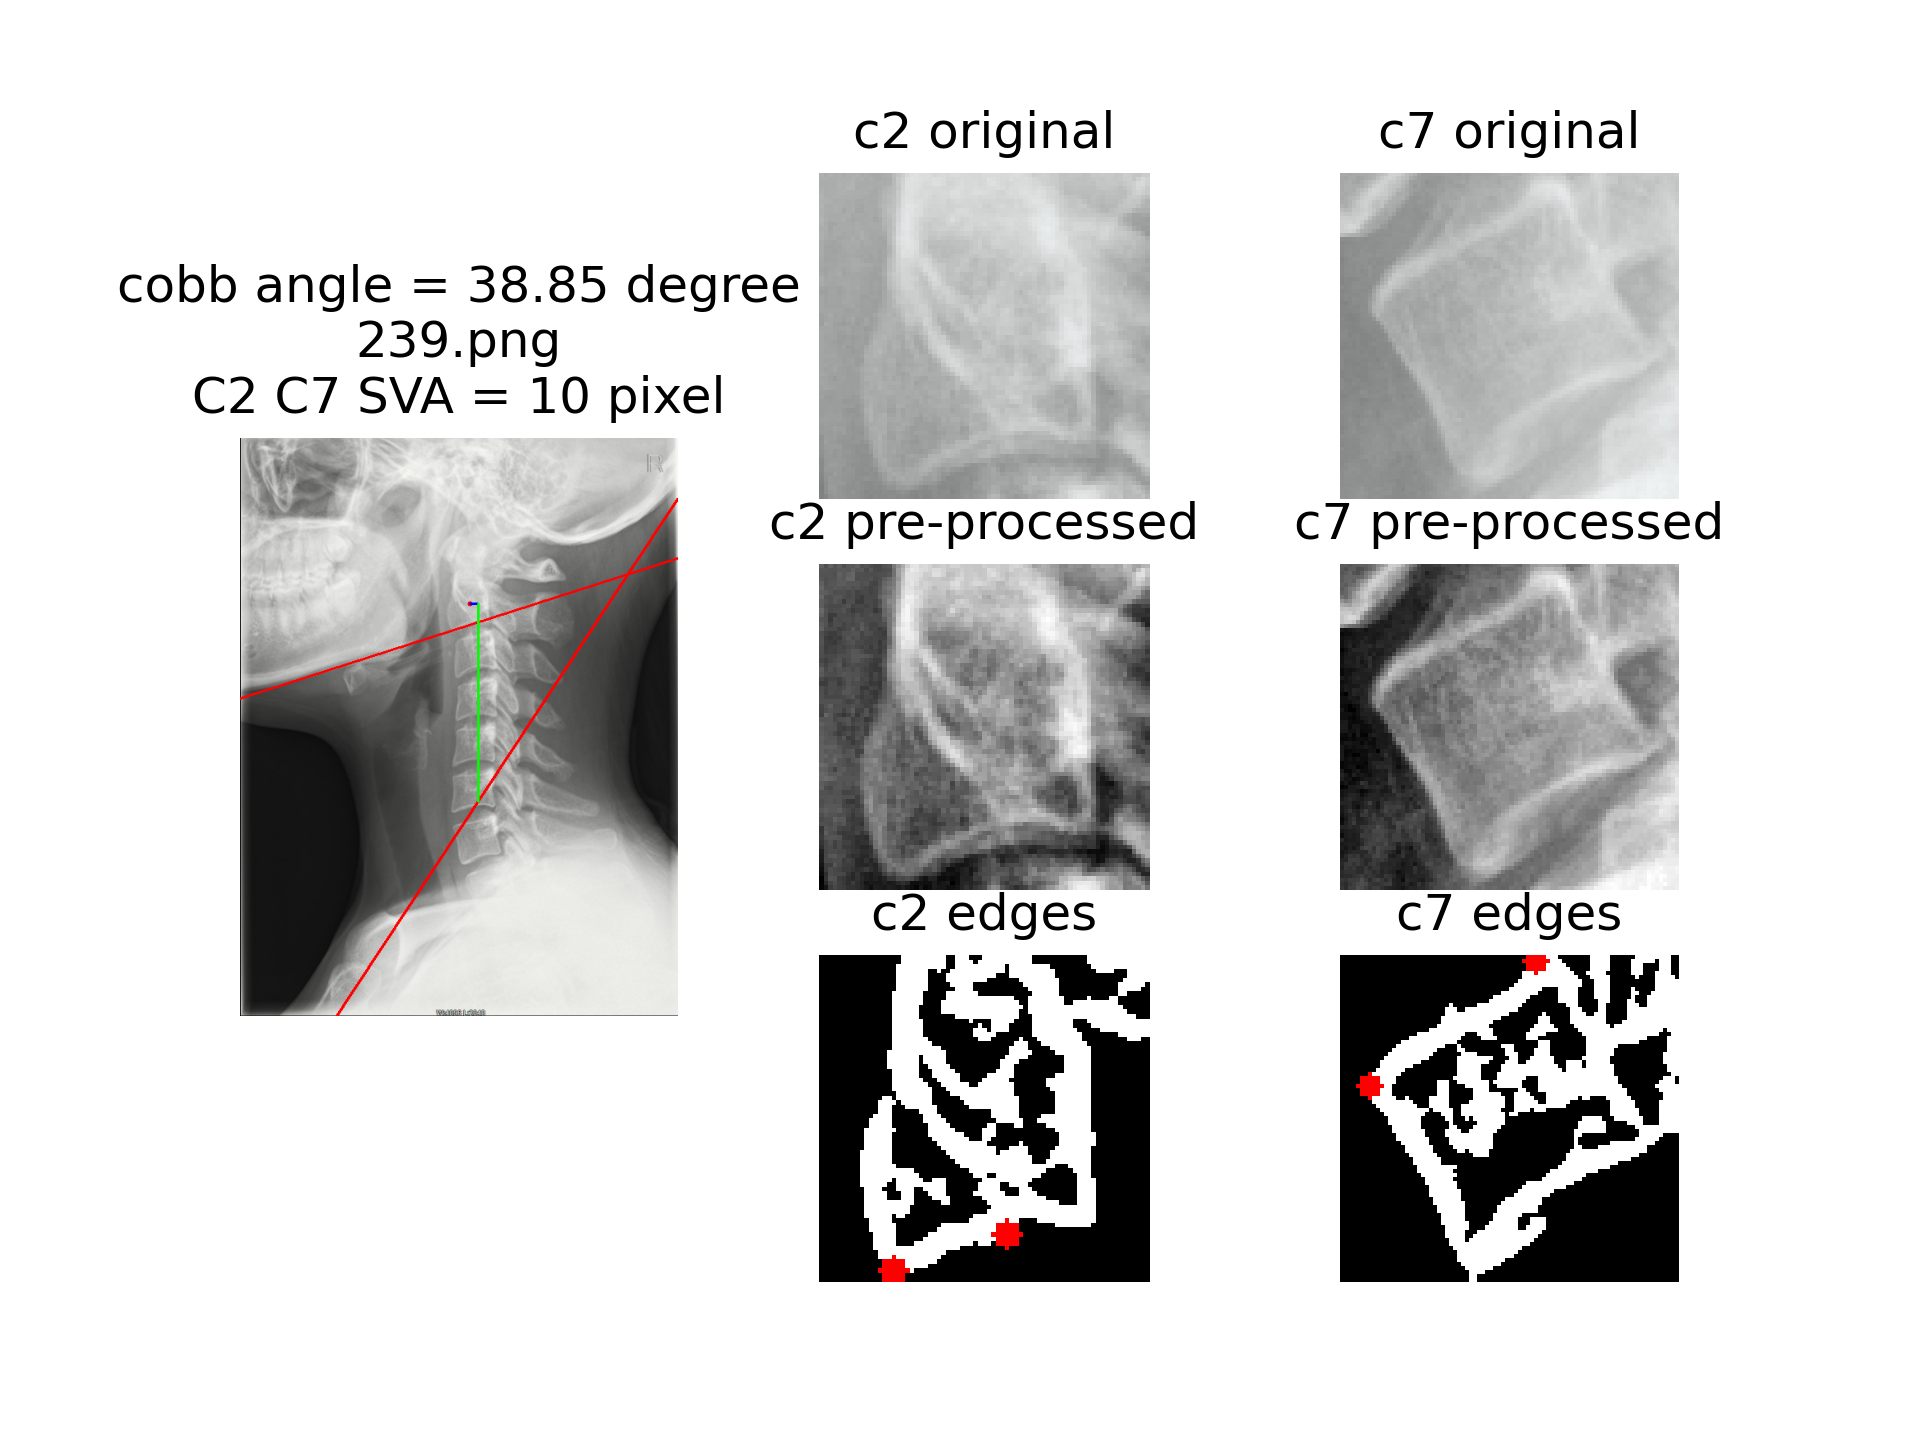 cobb angle = 38.85 degree
239.png
C2 C7 SVA = 10 pixel
R
c2 original
c7 original
c2 pre-processed
c7 pre-processed
c2 edges
c7 edges